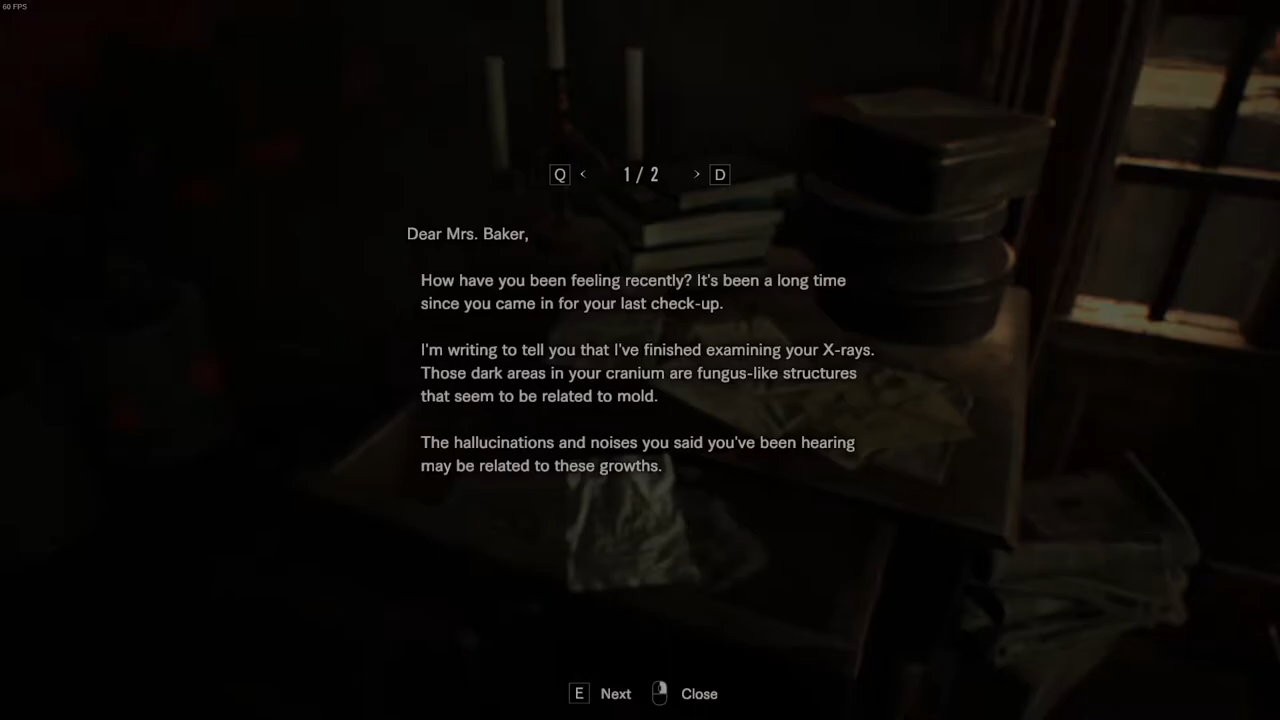 60 FPS
Q < 1 / 2 > D
Dear Mrs. Baker,
How have you been feeling recently? It's been a long time
since you came in for your last check-up.
I'm writing to tell you that I've finished examining your X-rays.
Those dark areas in your cranium are fungus-like structures
that seem to be related to mold.
The hallucinations and noises you said you've been hearing
may be related to these growths.
E Next Close